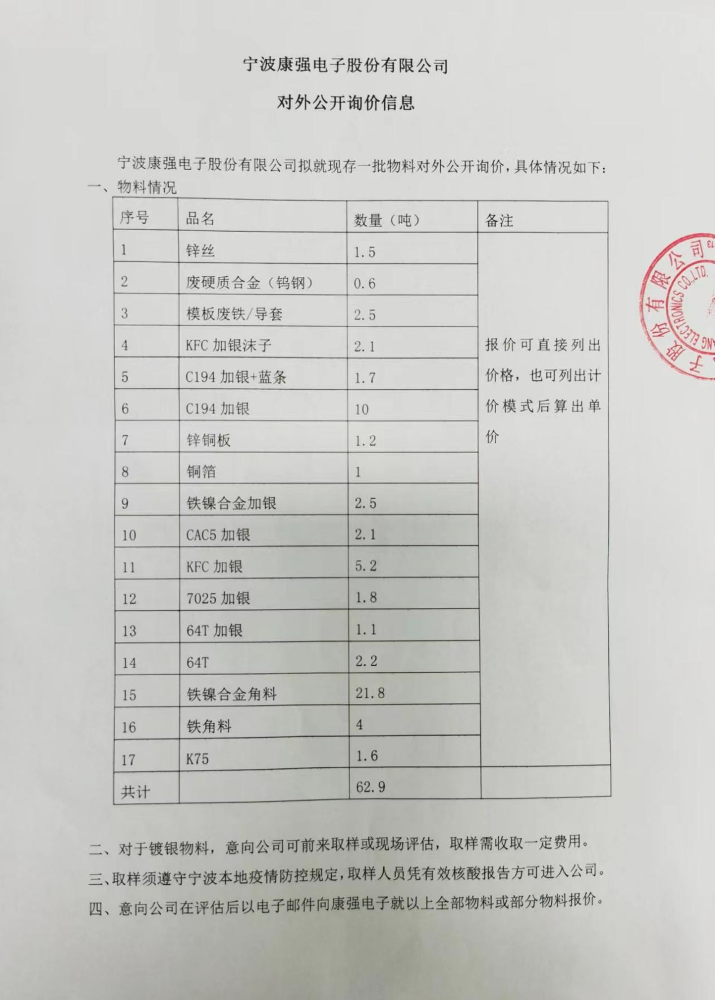 宁波康强电子股份有限公司
对外公开询价信息
宁波康强电子股份有限公司拟就现存一批物料对外公开询价,具体情况如下:
一、物料情况
序号 品名 数量（吨） 备注
1 锌丝 1.5
2 废硬质合金（钨钢） 0.6
3 模板废铁/导套 2.5
4 KFC 加银沫子 2.1
5 C194 加银+蓝条 1.7
6 C194 加银 10
7 锌铜板 1.2
8 铜箔 1
9 铁镍合金加银 2.5
10 CAC5 加银 2.1
11 KFC 加银 5.2
12 7025 加银 1.8
13 64T 加银 1.1
14 64T 2.2
15 铁镍合金角料 21.8
16 铁角料 4
17 K75 1.6
共计 62.9
报价可直接列出
价格，也可列出计
价模式后算出单
价
二、对于镀银物料，意向公司可前来取样或现场评估，取样需收取一定费用。
三、取样须遵守宁波本地疫情防控规定,取样人员凭有效核酸报告方可进入公司。
四、意向公司在评估后以电子邮件向康强电子就以上全部物料或部分物料报价。
子股份有限公司
ANG ELECTRONICS CO.,LTD.